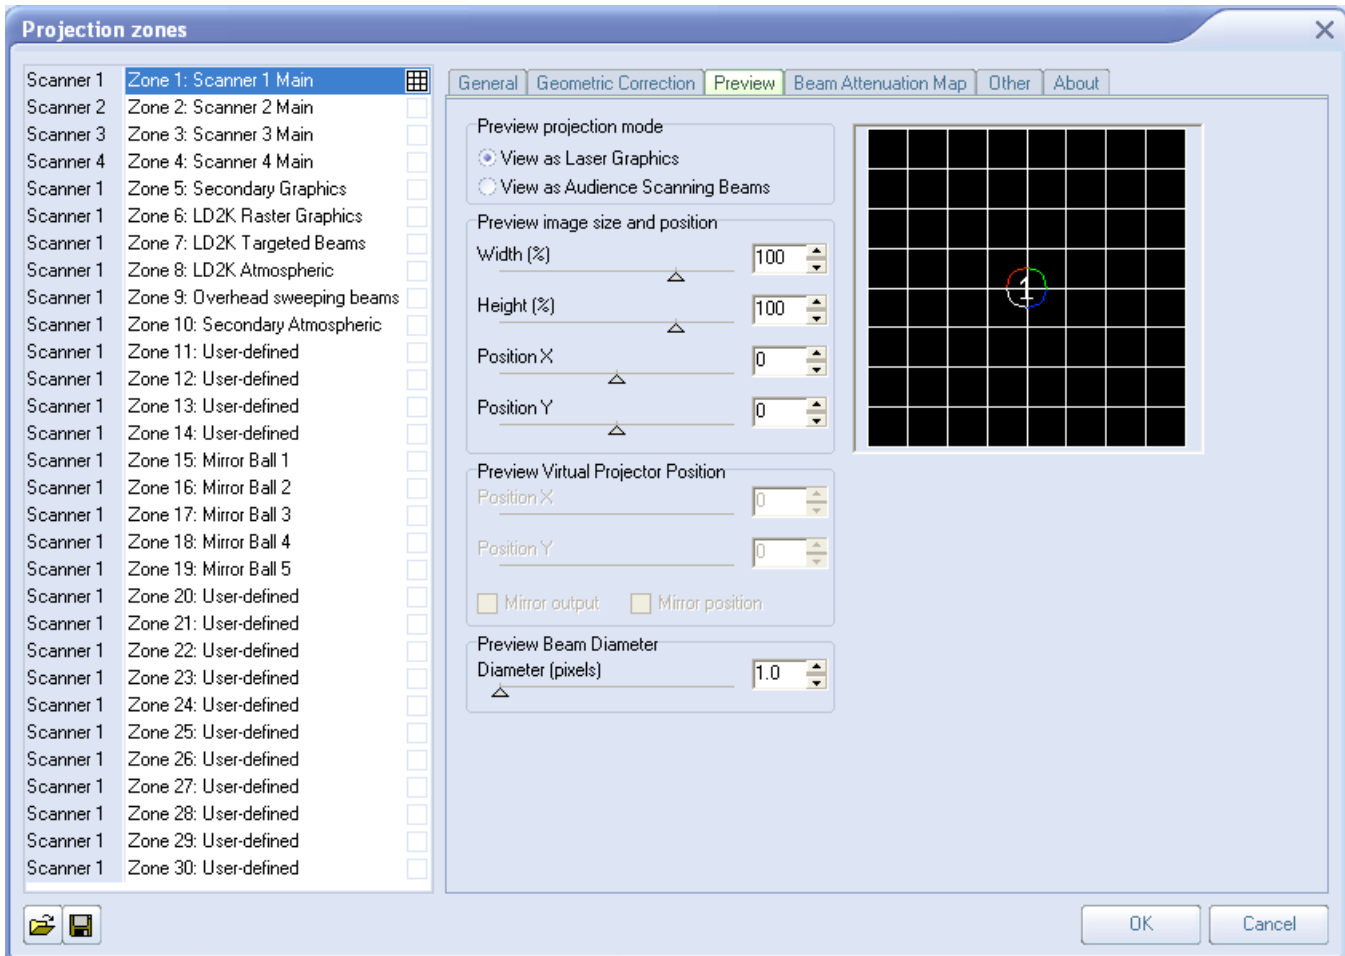 Projection zones
Scanner 1 Zone 1: Scanner 1 Main
Scanner 2 Zone 2: Scanner 2 Main
Scanner 3 Zone 3: Scanner 3 Main
Scanner 4 Zone 4: Scanner 4 Main
Scanner 1 Zone 5: Secondary Graphics
Scanner 1 Zone 6: LD2K Raster Graphics
Scanner 1 Zone 7: LD2K Targeted Beams
Scanner 1 Zone 8: LD2K Atmospheric
Scanner 1 Zone 9: Overhead sweeping beams
Scanner 1 Zone 10: Secondary Atmospheric
Scanner 1 Zone 11: User-defined
Scanner 1 Zone 12: User-defined
Scanner 1 Zone 13: User-defined
Scanner 1 Zone 14: User-defined
Scanner 1 Zone 15: Mirror Ball 1
Scanner 1 Zone 16: Mirror Ball 2
Scanner 1 Zone 17: Mirror Ball 3
Scanner 1 Zone 18: Mirror Ball 4
Scanner 1 Zone 19: Mirror Ball 5
Scanner 1 Zone 20: User-defined
Scanner 1 Zone 21: User-defined
Scanner 1 Zone 22: User-defined
Scanner 1 Zone 23: User-defined
Scanner 1 Zone 24: User-defined
Scanner 1 Zone 25: User-defined
Scanner 1 Zone 26: User-defined
Scanner 1 Zone 27: User-defined
Scanner 1 Zone 28: User-defined
Scanner 1 Zone 29: User-defined
Scanner 1 Zone 30: User-defined
General Geometric Correction Preview Beam Attenuation Map Other About
Preview projection mode
View as Laser Graphics
View as Audience Scanning Beams
Preview image size and position
Width (%) 100
Height (%) 100
Position X 0
Position Y 0
Preview Virtual Projector Position
Position X 0
Position Y 0
Mirror output Mirror position
Preview Beam Diameter
Diameter (pixels) 1.0
1
OK Cancel